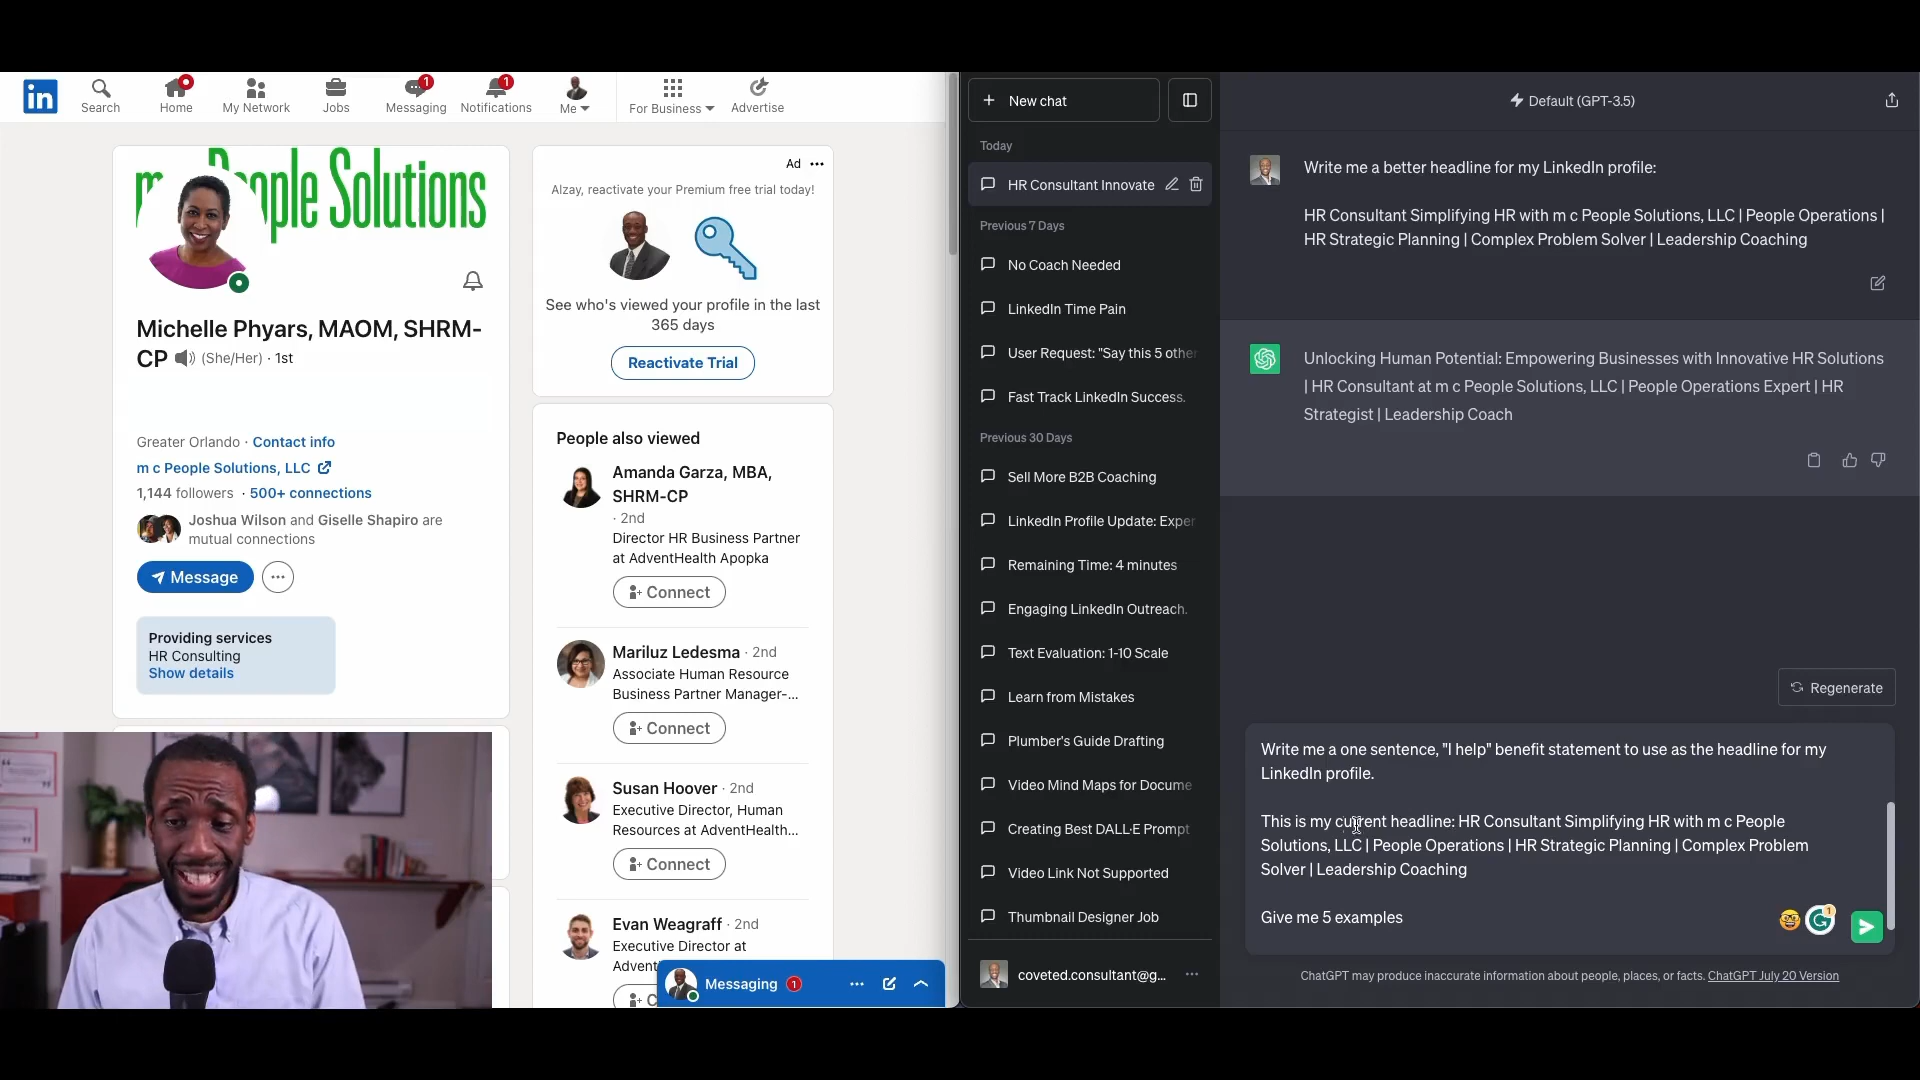 in
Search
Home
My Network
Jobs
1
Messaging
1
Notifications
Me
For Business
Advertise
People Solutions
Michelle Phyars, MAOM, SHRM-
CP (She/Her) · 1st
Greater Orlando · Contact info
m c People Solutions, LLC
1,144 followers · 500+ connections
Joshua Wilson and Giselle Shapiro are
mutual connections
Message
Providing services
HR Consulting
Show details
Ad
Alzay, reactivate your Premium free trial today!
See who's viewed your profile in the last
365 days
Reactivate Trial
People also viewed
Amanda Garza, MBA,
SHRM-CP
· 2nd
Director HR Business Partner
at AdventHealth Apopka
Connect
Mariluz Ledesma · 2nd
Associate Human Resource
Business Partner Manager-...
Connect
Susan Hoover · 2nd
Executive Director, Human
Resources at AdventHealth...
Connect
Evan Weagraff · 2nd
Executive Director at
Messaging 1
New chat
Today
HR Consultant Innovate
Previous 7 Days
No Coach Needed
LinkedIn Time Pain
User Request: "Say this 5 other
Fast Track LinkedIn Success.
Previous 30 Days
Sell More B2B Coaching
LinkedIn Profile Update: Exper
Remaining Time: 4 minutes
Engaging LinkedIn Outreach.
Text Evaluation: 1-10 Scale
Learn from Mistakes
Plumber's Guide Drafting
Video Mind Maps for Docume
Creating Best DALL·E Prompt
Video Link Not Supported
Thumbnail Designer Job
coveted.consultant@g...
Default (GPT-3.5)
Write me a better headline for my LinkedIn profile:
HR Consultant Simplifying HR with m c People Solutions, LLC | People Operations |
HR Strategic Planning | Complex Problem Solver | Leadership Coaching
Unlocking Human Potential: Empowering Businesses with Innovative HR Solutions
| HR Consultant at m c People Solutions, LLC | People Operations Expert | HR
Strategist | Leadership Coach
Regenerate
Write me a one sentence, "I help" benefit statement to use as the headline for my
LinkedIn profile.
This is my current headline: HR Consultant Simplifying HR with m c People
Solutions, LLC | People Operations | HR Strategic Planning | Complex Problem
Solver | Leadership Coaching
Give me 5 examples
1
ChatGPT may produce inaccurate information about people, places, or facts. ChatGPT July 20 Version